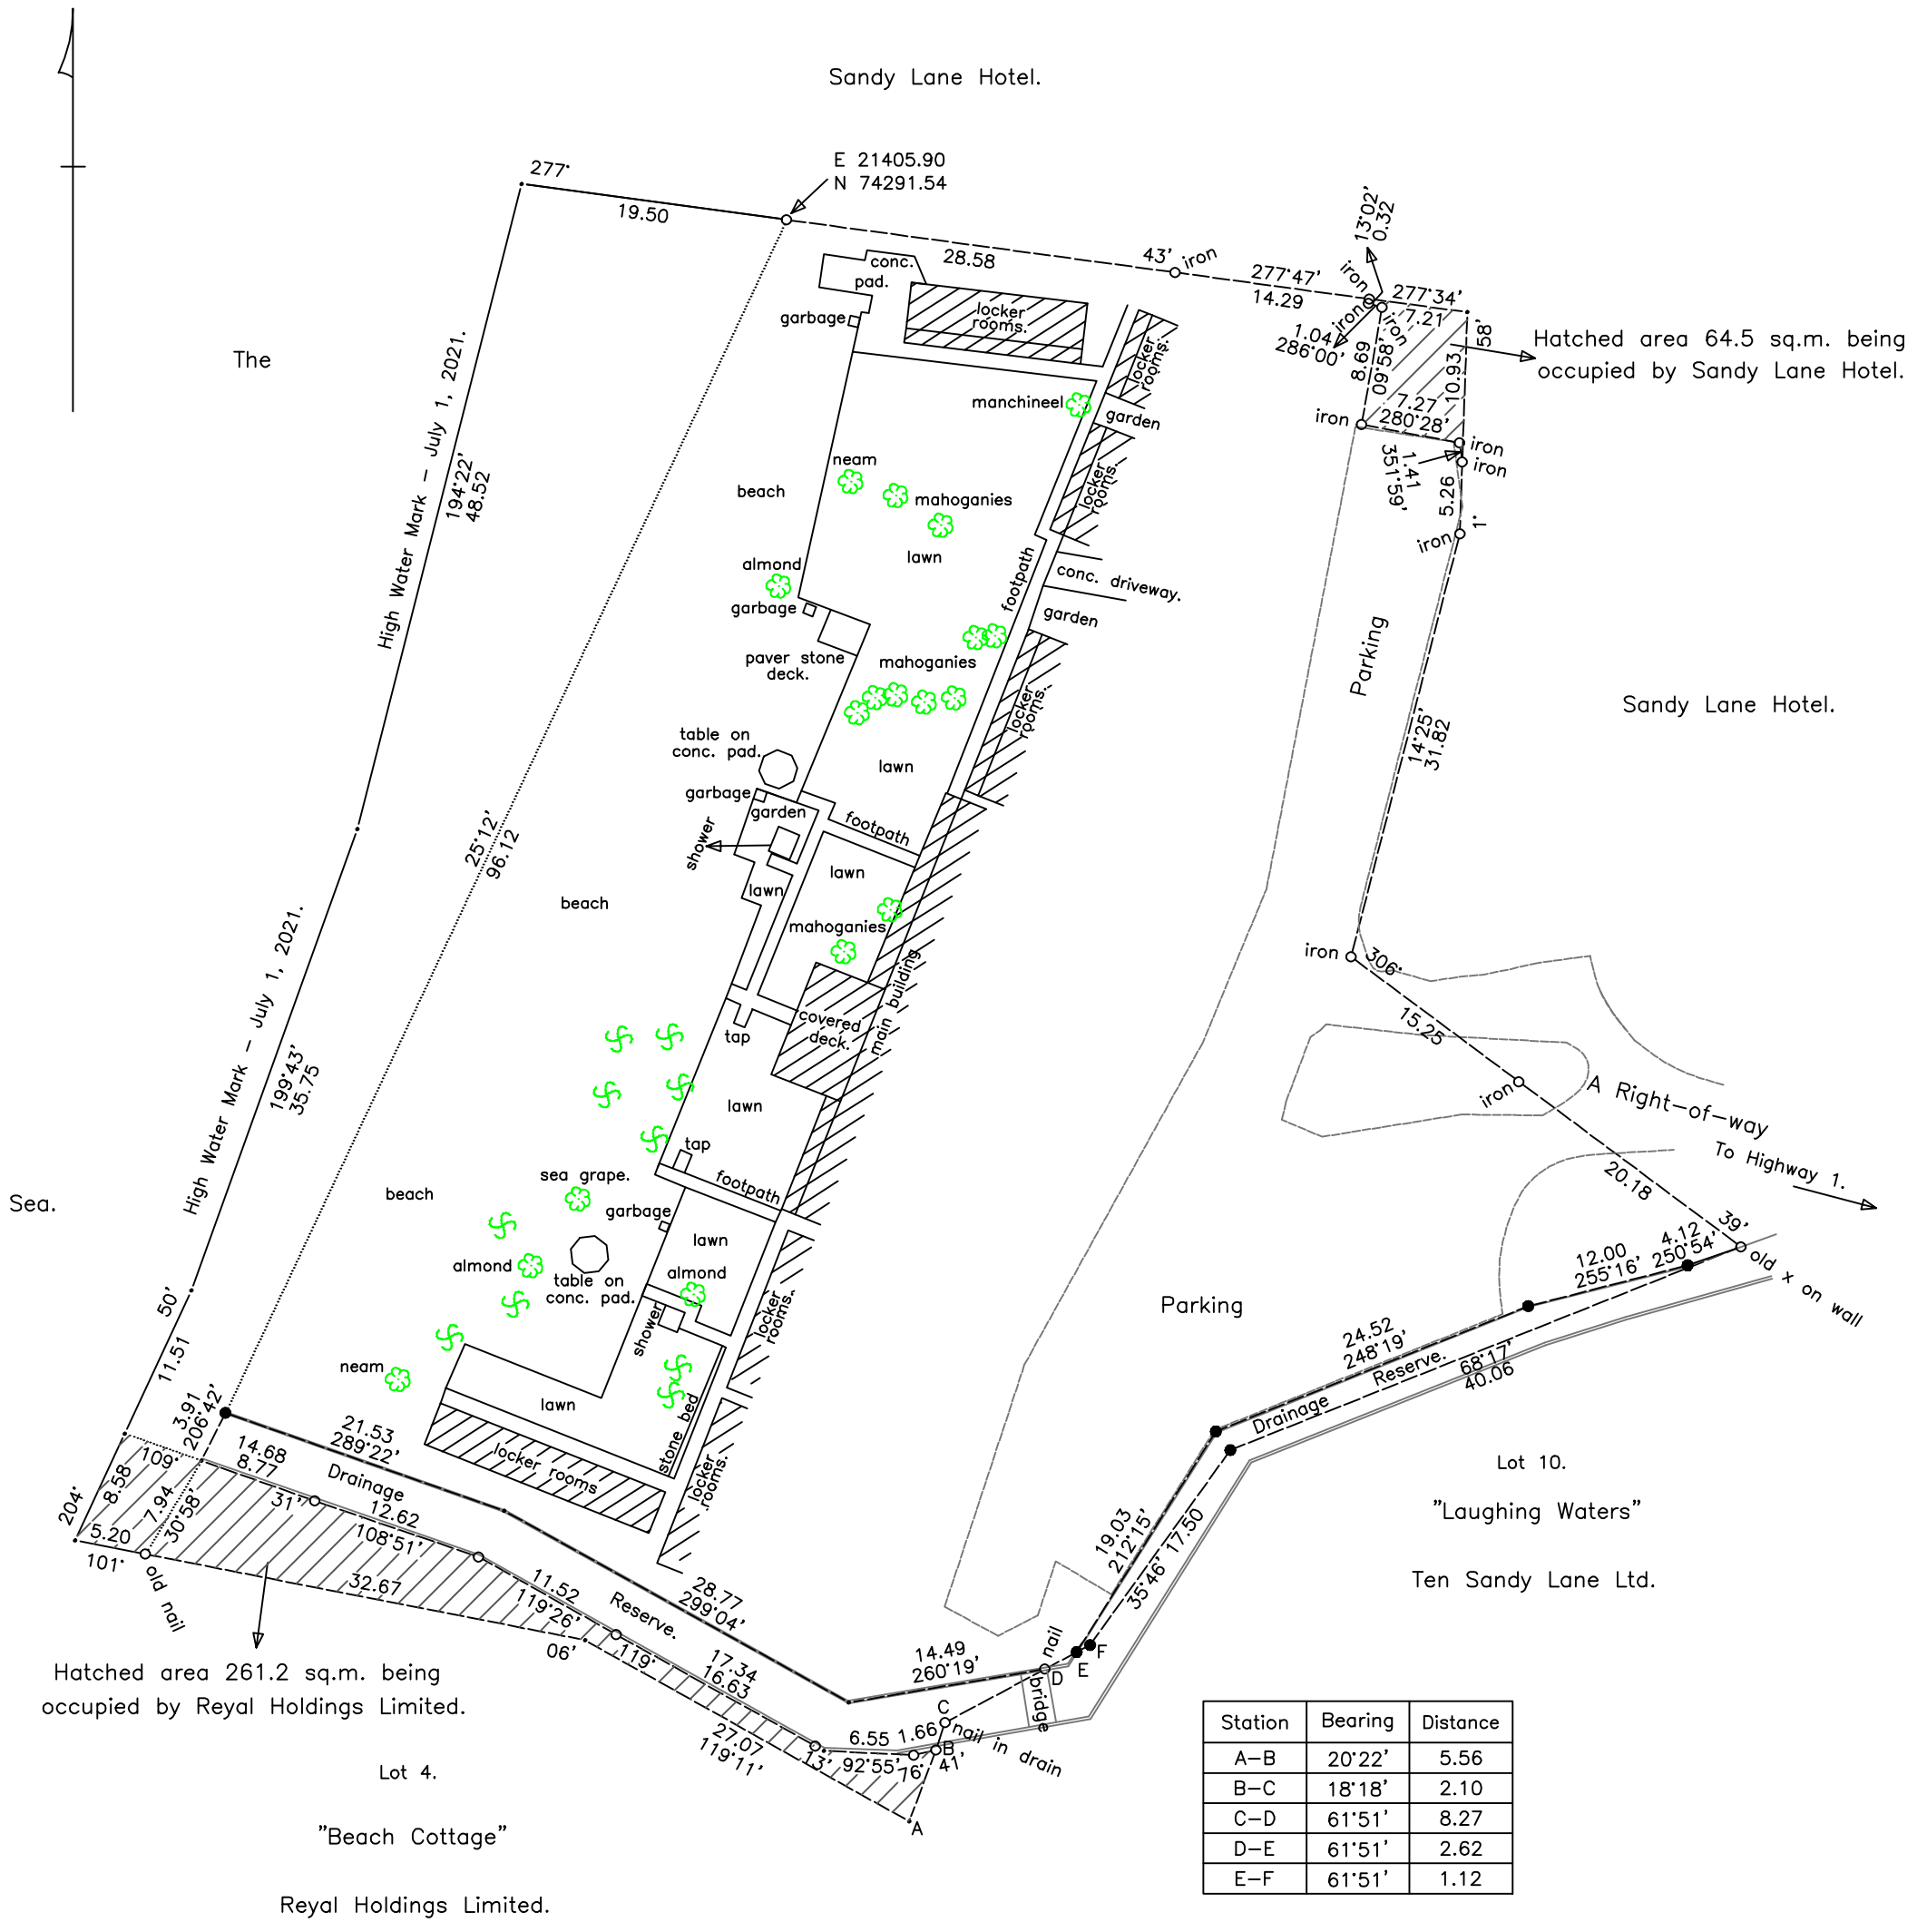 Sandy Lane Hotel.
E 21405.90
N 74291.54
277°
19.50
28.58
43'
iron
277°47'
14.29
13°02'
0.32
iron
iron
iron
277°34'
7.21
58'
1.04
286°00'
8.69
09°58'
10.93
Hatched area 64.5 sq.m. being
occupied by Sandy Lane Hotel.
7.27
280°28'
iron
iron
iron
1.41
351°59'
5.26
1°
iron
The
Sea.
High Water Mark - July 1, 2021.
194°22'
48.52
25°12'
96.12
High Water Mark - July 1, 2021.
199°43'
35.75
50'
11.51
conc.
pad.
garbage
locker
rooms.
locker
rooms.
manchineel
garden
neam
mahoganies
beach
lawn
locker
rooms.
almond
garbage
footpath
conc. driveway.
garden
paver stone
deck.
mahoganies
locker
rooms.
table on
conc. pad.
lawn
garbage
garden
footpath
shower
lawn
lawn
beach
mahoganies
main building
covered
deck.
tap
lawn
tap
sea grape.
footpath
beach
garbage
lawn
almond
almond
table on
conc. pad.
locker
rooms.
shower
neam
lawn
stone bed
locker rooms
locker
rooms.
Parking
Sandy Lane Hotel.
14°25'
31.82
iron
306°
15.25
iron
A Right-of-way
To Highway 1.
20.18
39'
old x on wall
4.12
250°54'
12.00
255°16'
Parking
24.52
248°19'
Drainage
Reserve.
68°17'
40.06
19.03
212°15'
35°46'
17.50
Lot 10.
"Laughing Waters"
Ten Sandy Lane Ltd.
3.91
206°42'
21.53
289°22'
109°
14.68
8.77
Drainage
8.58
204°
7.94
30°58'
31'
12.62
108°51'
5.20
101°
old nail
32.67
11.52
119°26'
Reserve.
28.77
299°04'
06'
119°
17.34
16.63
14.49
260°19'
nail
D
E
F
bridge
C
nail in drain
1.66
6.55
B
13'
92°55'
76°
41'
27.07
119°11'
A
Hatched area 261.2 sq.m. being
occupied by Reyal Holdings Limited.
Lot 4.
"Beach Cottage"
Reyal Holdings Limited.
Station Bearing Distance
A-B 20°22' 5.56
B-C 18°18' 2.10
C-D 61°51' 8.27
D-E 61°51' 2.62
E-F 61°51' 1.12